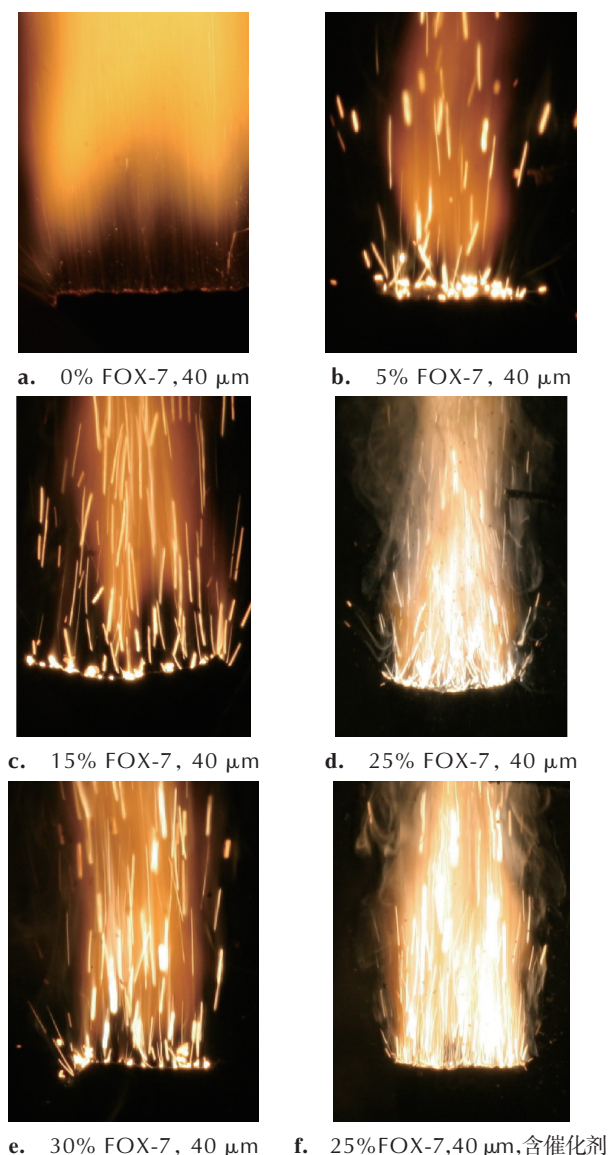 a. 0% FOX-7,40 μm
b. 5% FOX-7, 40 μm
c. 15% FOX-7, 40 μm
d. 25% FOX-7, 40 μm
e. 30% FOX-7, 40 μm
f. 25%FOX-7,40 μm,含催化剂